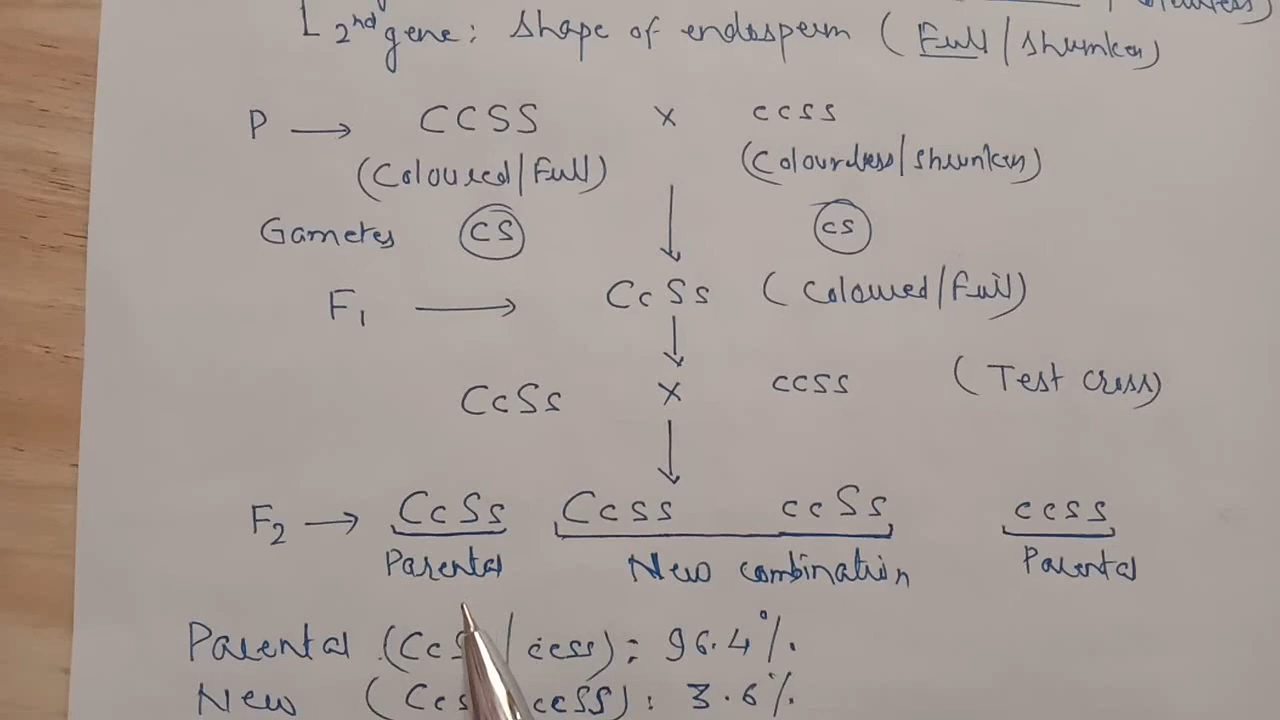 2nd gene: Shape of endosperm (Full/Shrunken)
P → CCSS × ccss
(Coloured/Full) (Colourless/Shrunken)
Gametes CS cs
F1 → CcSs (Coloured/Full)
CcSs × ccss (Test cross)
F2 → CcSs Ccss ccSs ccss
Parental New combination Parental
Parental (CcS / ccss): 96.4%.
New (Ccs ccSS): 3.6%.